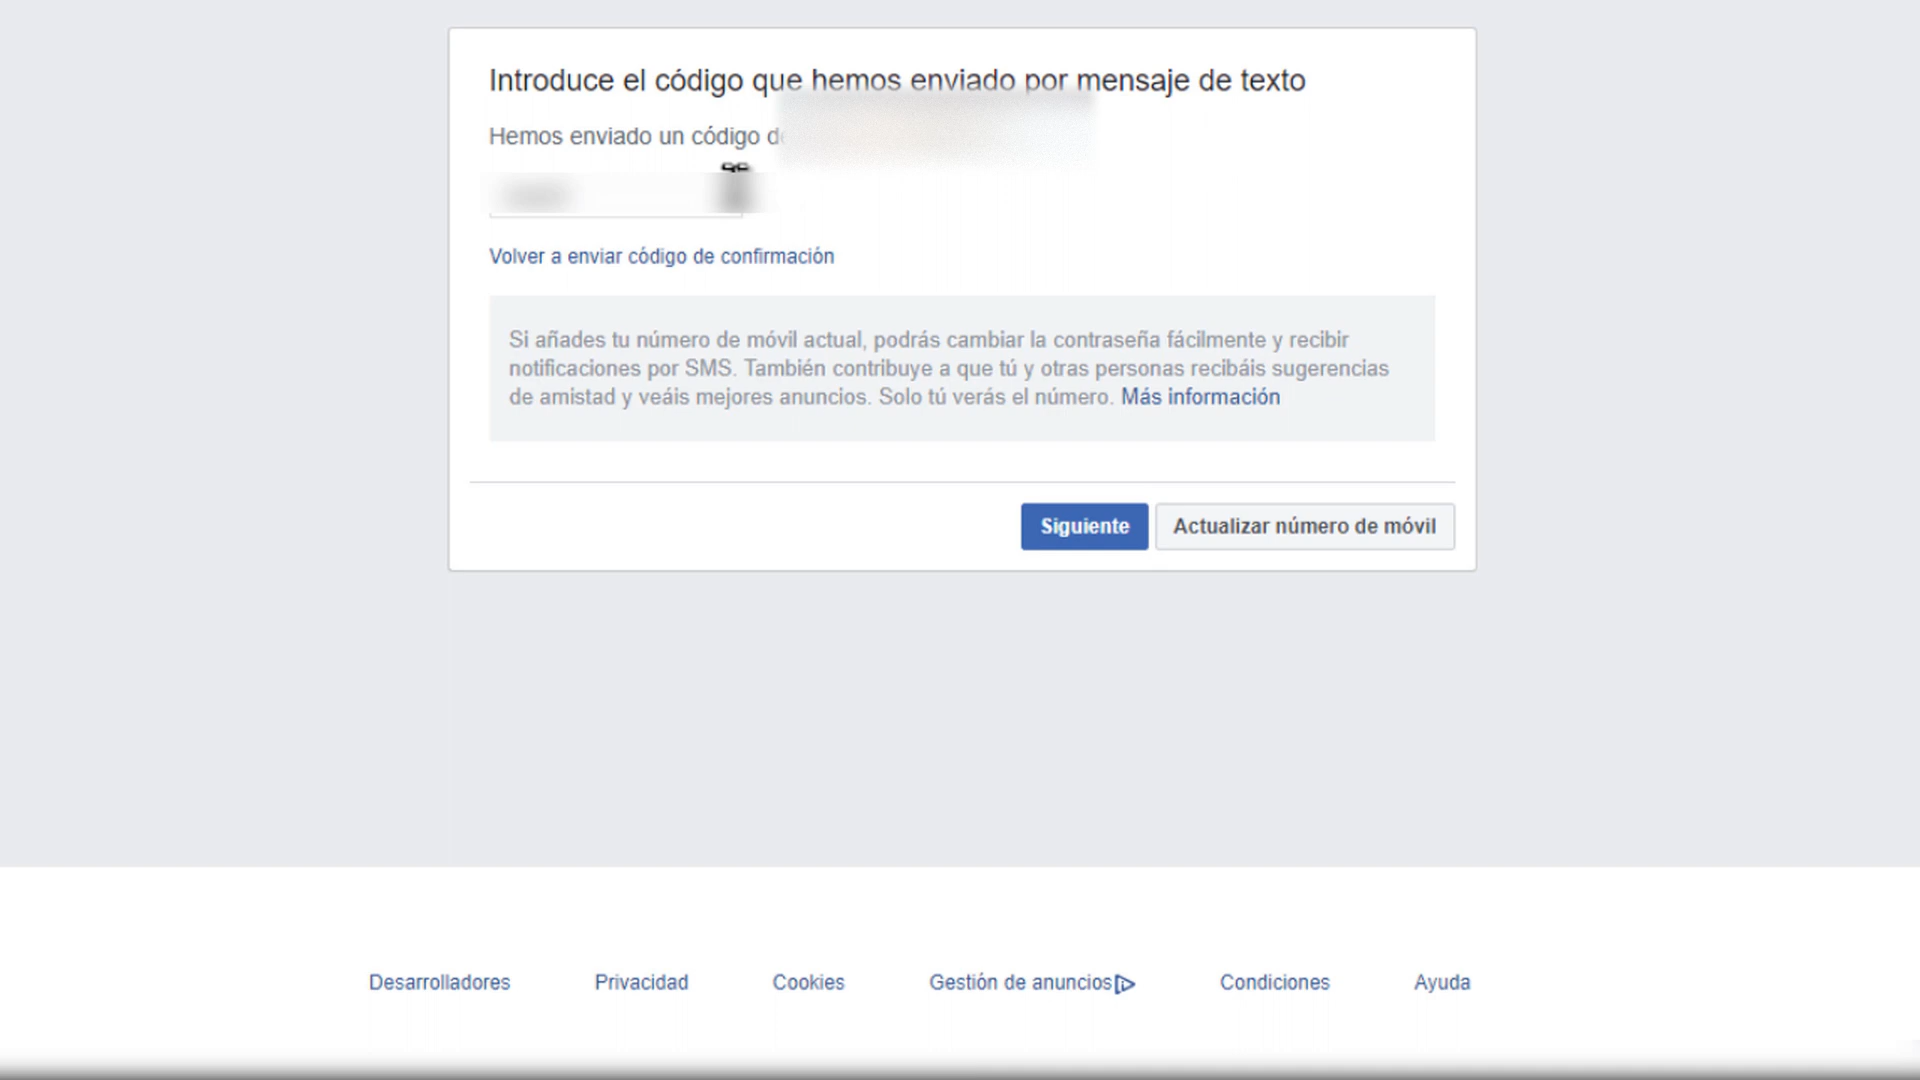 Introduce el código que hemos enviado por mensaje de texto
Hemos enviado un código
Volver a enviar código de confirmación
Si añades tu número de móvil actual, podrás cambiar la contraseña fácilmente y recibir
notificaciones por SMS. También contribuye a que tú y otras personas recibáis sugerencias
de amistad y veáis mejores anuncios. Solo tú verás el número. Más información
Siguiente Actualizar número de móvil
Desarrolladores Privacidad Cookies Gestión de anuncios Condiciones Ayuda